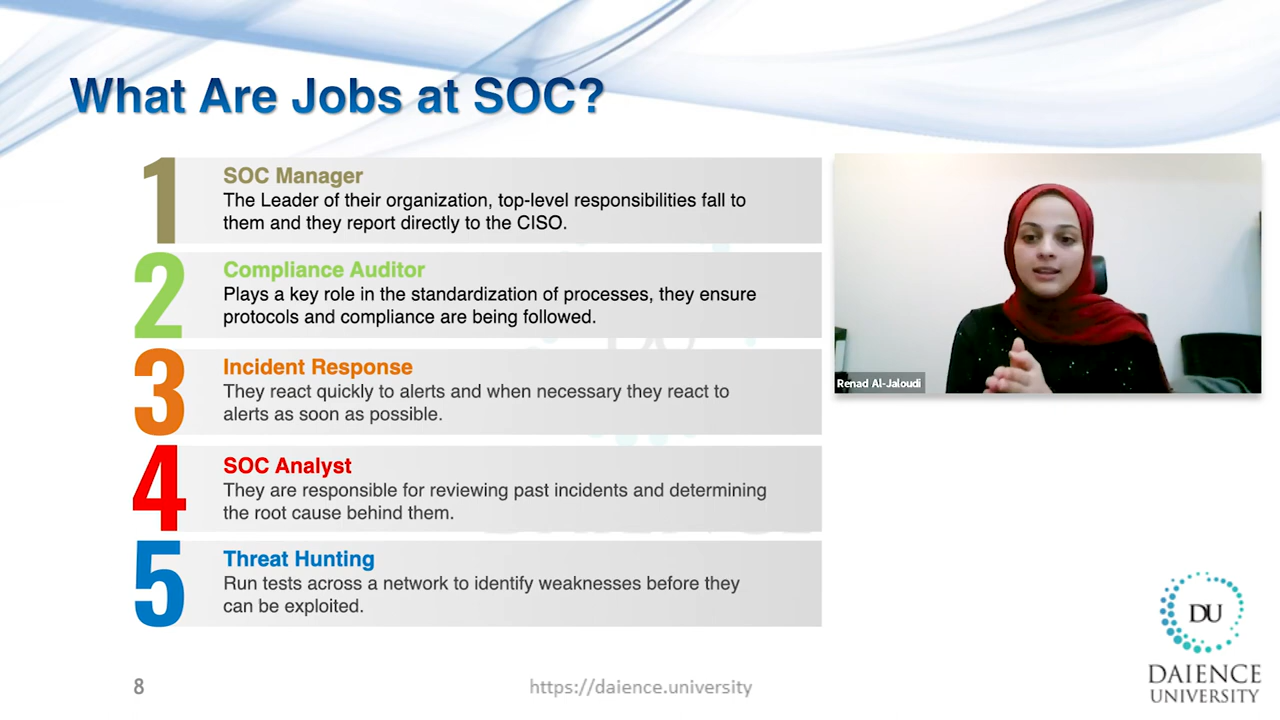 What Are Jobs at SOC?
1
SOC Manager
The Leader of their organization, top-level responsibilities fall to
them and they report directly to the CISO.
2
Compliance Auditor
Plays a key role in the standardization of processes, they ensure
protocols and compliance are being followed.
3
Incident Response
They react quickly to alerts and when necessary they react to
alerts as soon as possible.
4
SOC Analyst
They are responsible for reviewing past incidents and determining
the root cause behind them.
5
Threat Hunting
Run tests across a network to identify weaknesses before they
can be exploited.
Renad Al-Jaloudi
8
https://daience.university
DU
DAIENCE
UNIVERSITY